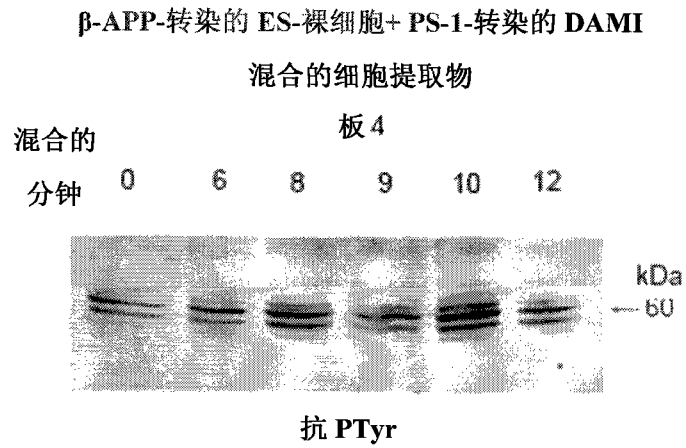 β-APP-转染的 ES-裸细胞+ PS-1-转染的 DAMI
混合的细胞提取物
板 4
混合的
分钟 0 6 8 9 10 12
kDa
←60
抗 PTyr